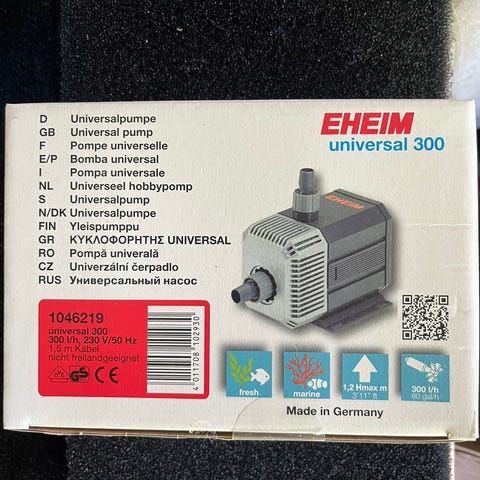 D Universalpumpe
GB Universal pump
F Pompe universelle
E/P Bomba universal
I Pompa universale
NL Universeel hobbypomp
S Universalpump
N/DK Universalpumpe
FIN Yleispumppu
GR ΚΥΚΛΟΦΟΡΗΤΗΣ UNIVERSAL
RO Pompă univerală
CZ Univerzální čerpadlo
RUS Универсальный насос
EHEIM
universal 300
EHEIM
1046219
universal 300
300 l/h, 230 V/50 Hz
1,5 m Kabel
nicht freilandgeeignet
GS CE
4 011708 102930
fresh
marine
1,2 Hmax m
3'11" ft
300 l/h
80 gal/h
Made in Germany